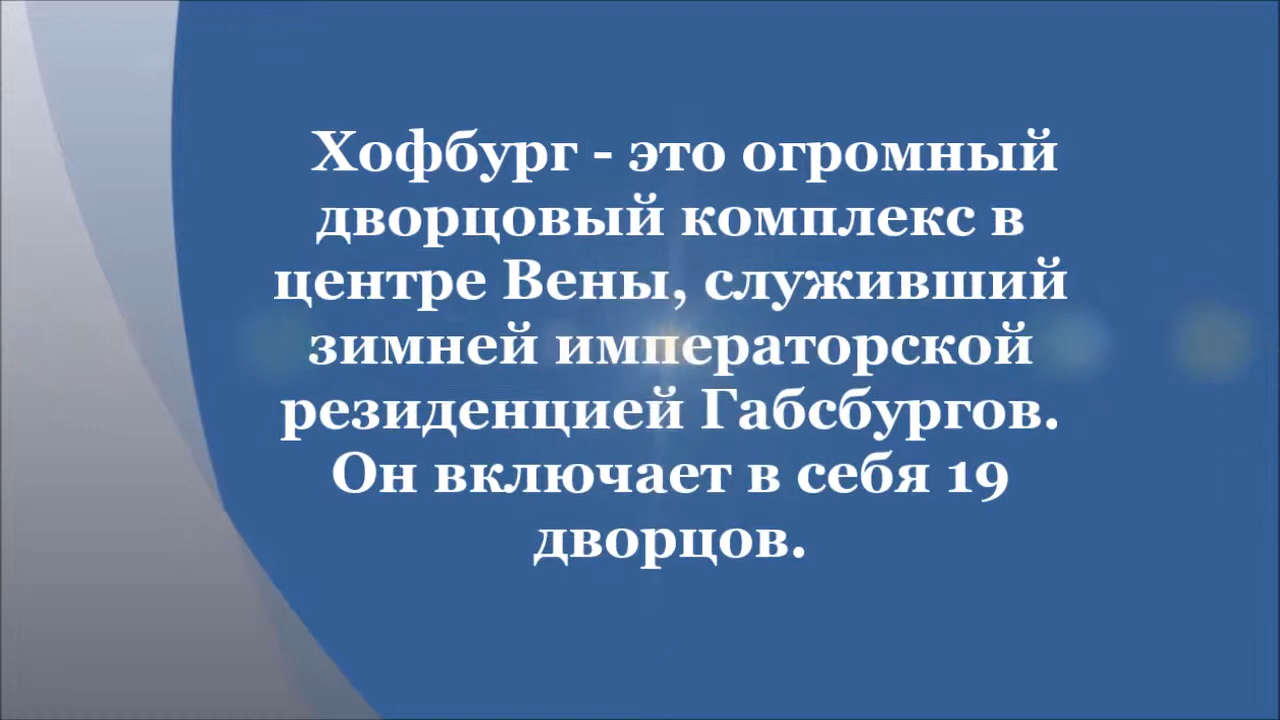 Хофбург - это огромный
дворцовый комплекс в
центре Вены, служивший
зимней императорской
резиденцией Габсбургов.
Он включает в себя 19
дворцов.